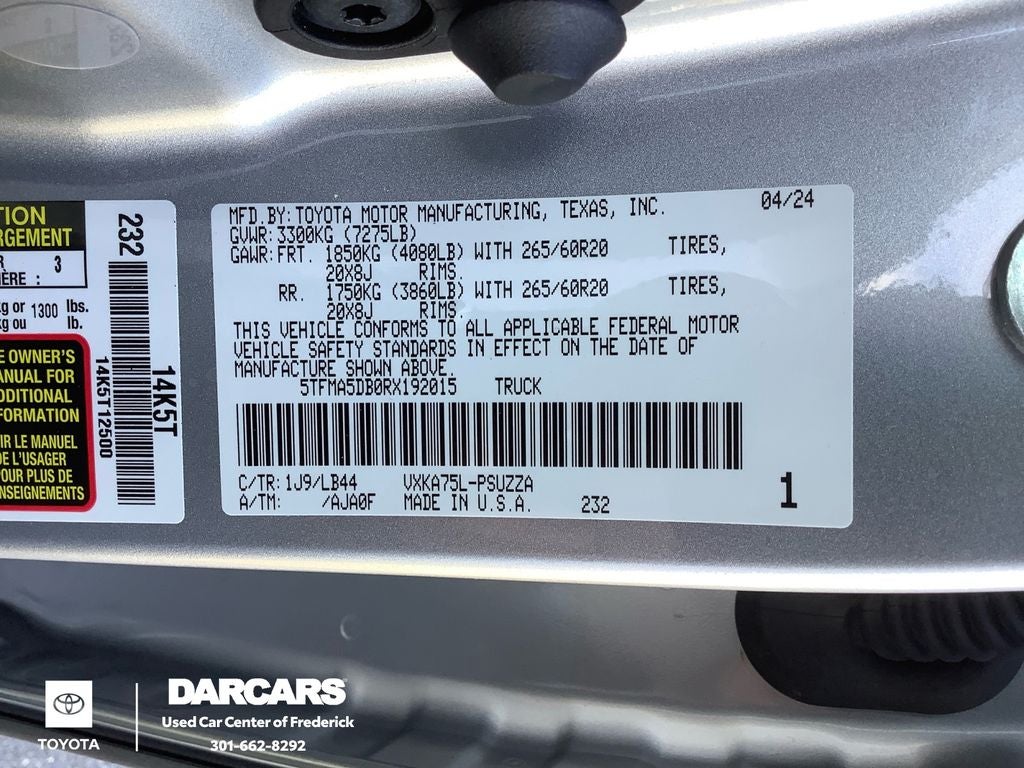 TION
RGEMENT
R 3
ÈRE :
kg or 1300 lbs.
kg ou lb.
E OWNER'S
ANUAL FOR
DDITIONAL
FORMATION
IR LE MANUEL
DE L'USAGER
POUR PLUS DE
NSEIGNEMENTS
232
14K5T12500
14K5T
MFD.BY:TOYOTA MOTOR MANUFACTURING, TEXAS, INC. 04/24
GVWR:3300KG (7275LB)
GAWR:FRT. 1850KG (4080LB) WITH 265/60R20 TIRES,
20X8J RIMS.
RR. 1750KG (3860LB) WITH 265/60R20 TIRES,
20X8J RIMS.
THIS VEHICLE CONFORMS TO ALL APPLICABLE FEDERAL MOTOR
VEHICLE SAFETY STANDARDS IN EFFECT ON THE DATE OF
MANUFACTURE SHOWN ABOVE.
5TFMA5DB0RX192015 TRUCK
C/TR:1J9/LB44 VXKA75L-PSUZZA
A/TM: /AJA0F MADE IN U.S.A. 232 1
TOYOTA
DARCARS
Used Car Center of Frederick
301-662-8292